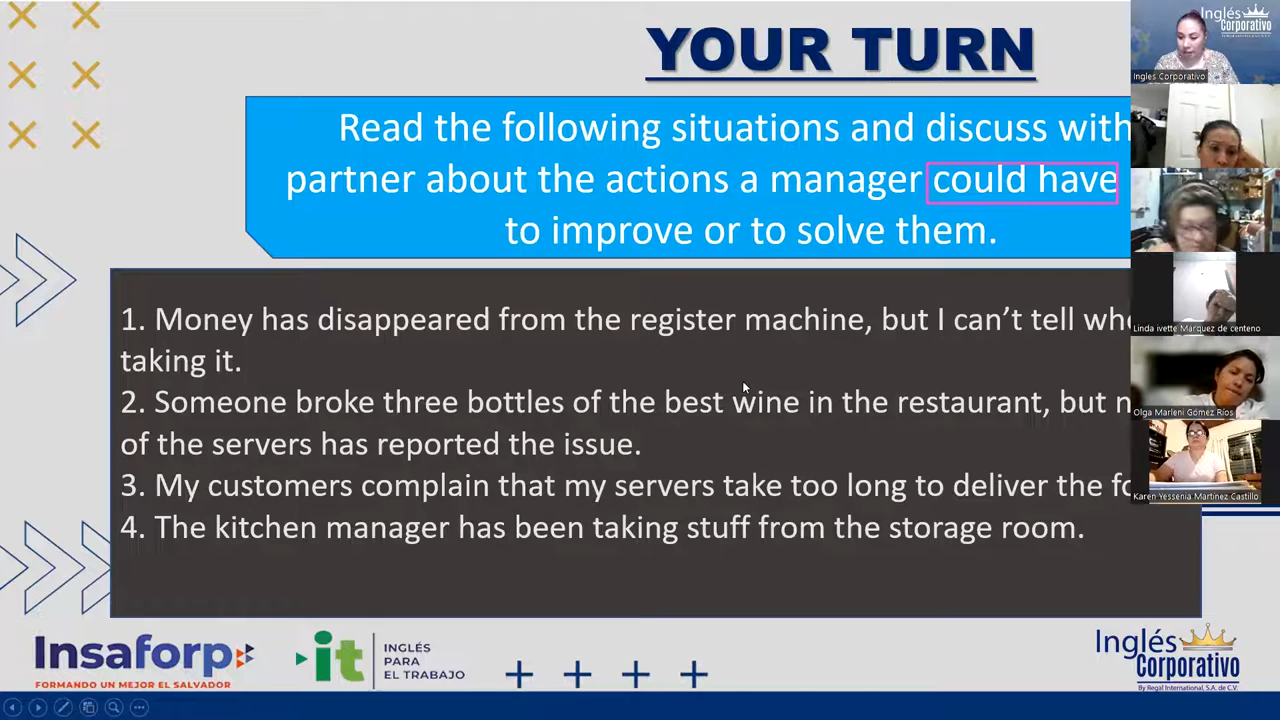 YOUR TURN
Read the following situations and discuss with
partner about the actions a manager could have
to improve or to solve them.
1. Money has disappeared from the register machine, but I can't tell
taking it.
2. Someone broke three bottles of the best wine in the restaurant, but
of the servers has reported the issue.
3. My customers complain that my servers take too long to deliver the
4. The kitchen manager has been taking stuff from the storage room.
Insaforp
FORMANDO UN MEJOR EL SALVADOR
it
INGLÉS
PARA
EL TRABAJO
Inglés
Corporativo
By Regal International, S.A. de C.V.
Inglés
Corporativo
Ingles Corporativo
Linda ivette Marquez de centeno
Olga Marleni Gómez Ríos
Karen Yessenia Martinez Castillo